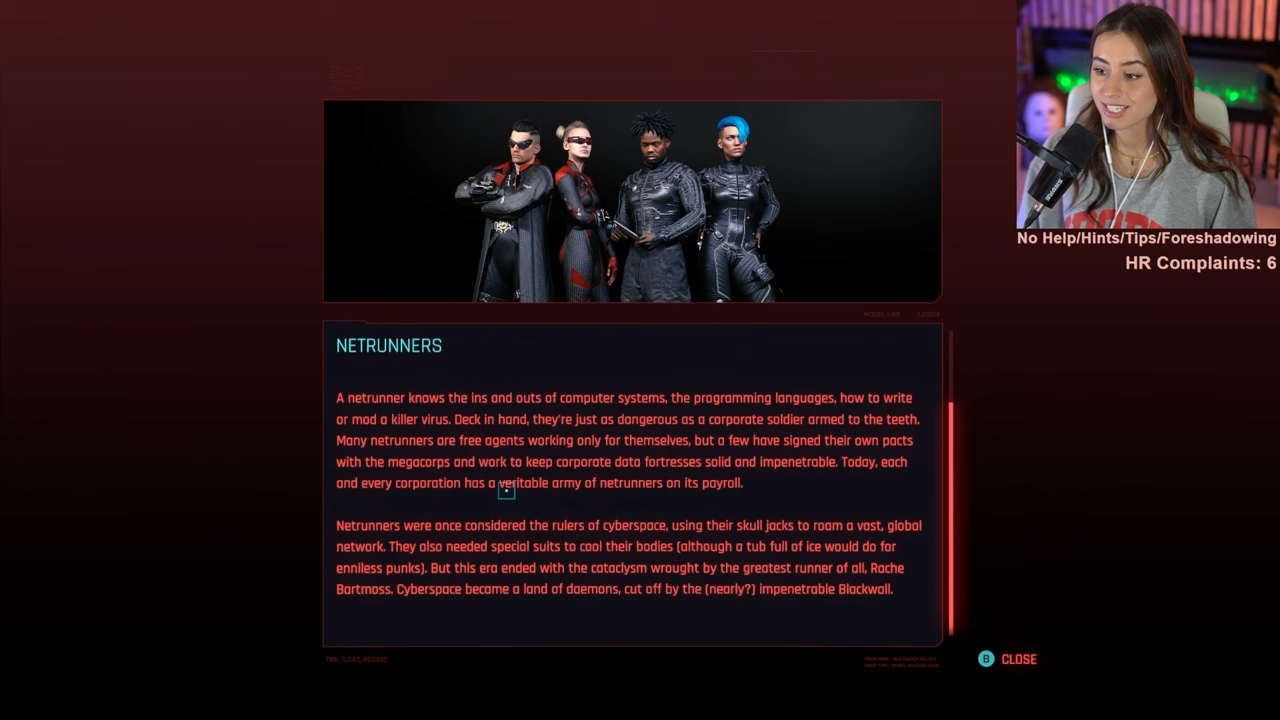 No Help/Hints/Tips/Foreshadowing
HR Complaints: 6
NETRUNNERS
A netrunner knows the ins and outs of computer systems, the programming languages, how to write
or mod a killer virus. Deck in hand, they're just as dangerous as a corporate soldier armed to the teeth.
Many netrunners are free agents working only for themselves, but a few have signed their own pacts
with the megacorps and work to keep corporate data fortresses solid and impenetrable. Today, each
and every corporation has a veritable army of netrunners on its payroll.
Netrunners were once considered the rulers of cyberspace, using their skull jacks to roam a vast, global
network. They also needed special suits to cool their bodies (although a tub full of ice would do for
enniless punks). But this era ended with the cataclysm wrought by the greatest runner of all, Rache
Bartmoss. Cyberspace became a land of daemons, cut off by the (nearly?) impenetrable Blackwall.
B CLOSE